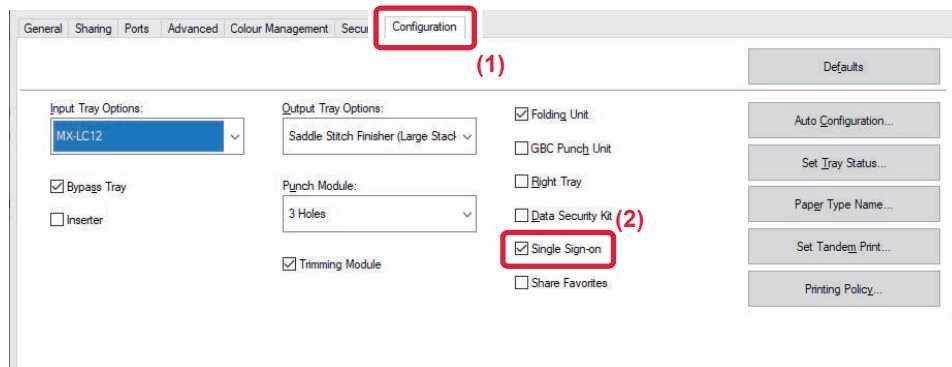 General Sharing Ports Advanced Colour Management Secu Configuration
(1)
Defaults
Input Tray Options:
MX-LC12
Bypass Tray
Inserter
Output Tray Options:
Saddle Stitch Finisher (Large Stack
Punch Module:
3 Holes
Trimming Module
Folding Unit
GBC Punch Unit
Right Tray
Data Security Kit
(2)
Single Sign-on
Share Favorites
Auto Configuration...
Set Tray Status...
Paper Type Name...
Set Tandem Print...
Printing Policy...